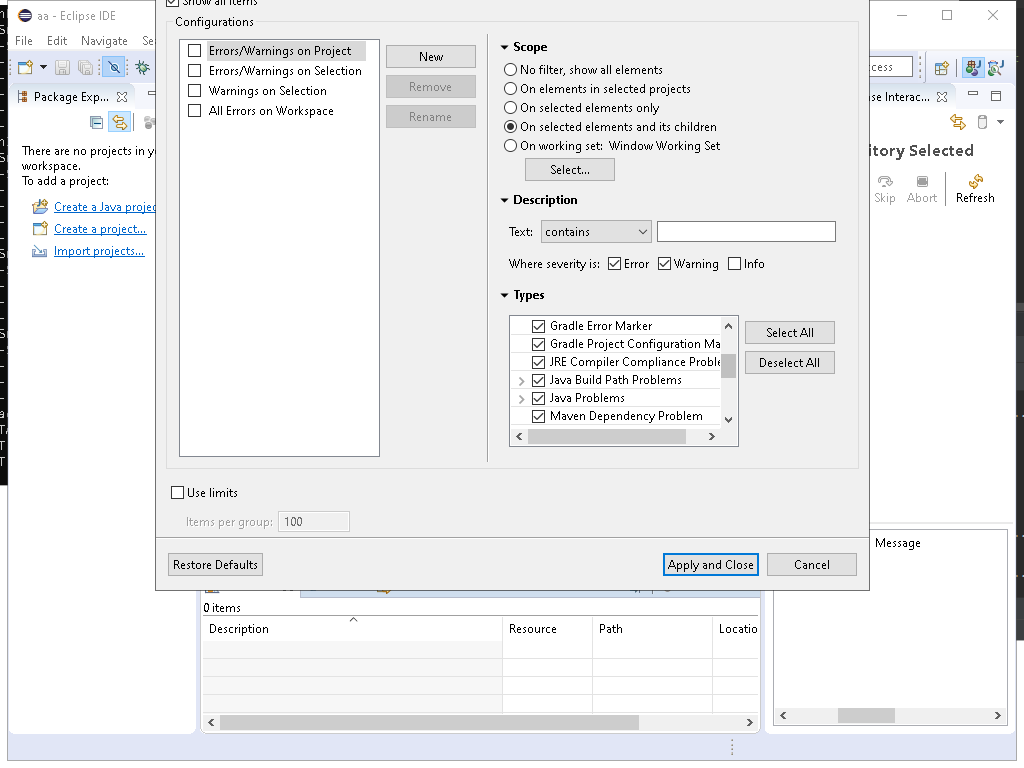 Show all items
aa - Eclipse IDE
Configurations
File Edit Navigate Se
Errors/Warnings on Project
Errors/Warnings on Selection
Warnings on Selection
All Errors on Workspace
New
Remove
Rename
Scope
No filter, show all elements
On elements in selected projects
On selected elements only
On selected elements and its children
On working set: Window Working Set
Select...
Description
Text: contains
Where severity is: Error Warning Info
Types
Gradle Error Marker
Gradle Project Configuration Ma
JRE Compiler Compliance Proble
Java Build Path Problems
Java Problems
Maven Dependency Problem
Select All
Deselect All
Use limits
Items per group: 100
Restore Defaults
Apply and Close
Cancel
Package Exp...
There are no projects in y
workspace.
To add a project:
Create a Java projec
Create a project...
Import projects...
cess
se Interac...
itory Selected
Skip Abort Refresh
Message
0 items
Description Resource Path Locatio